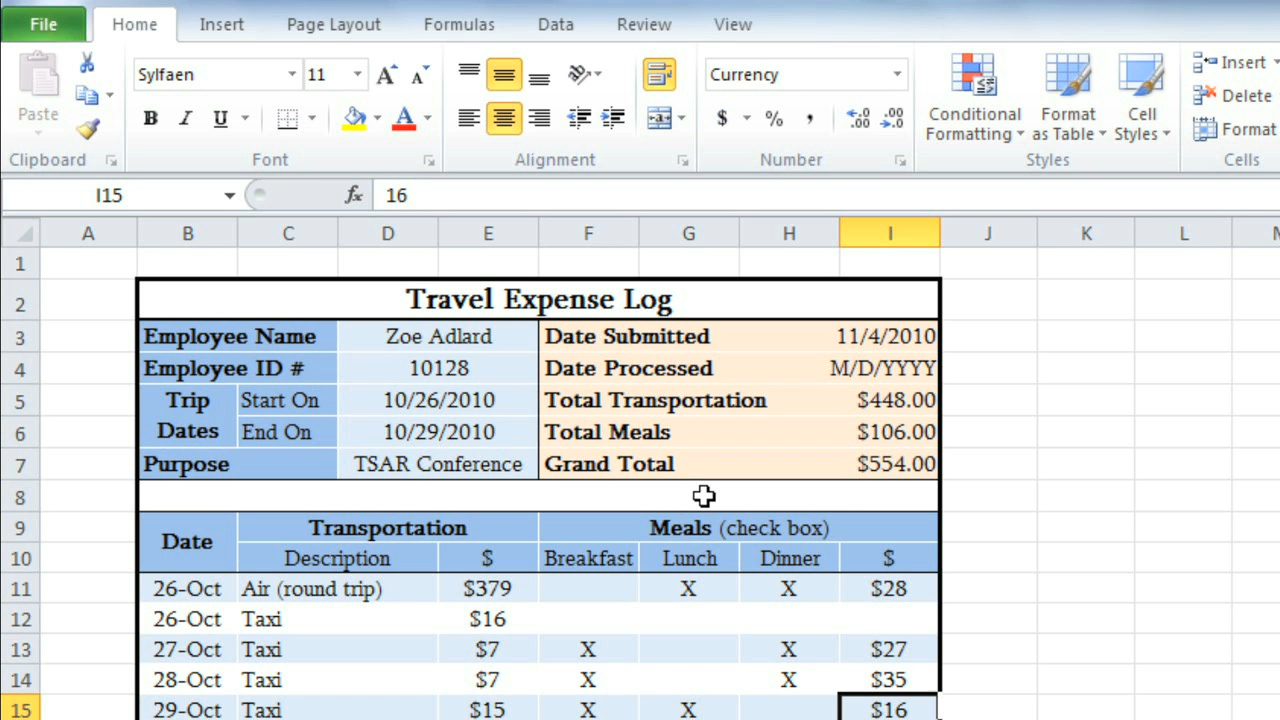 File Home Insert Page Layout Formulas Data Review View
Sylfaen 11 Currency Insert
Paste Conditional Formatting Format as Table Cell Styles Delete
B I U $ % , .0 .00 .00 .0 Format
Clipboard Font Alignment Number Styles Cells
I15 fx 16
A B C D E F G H I J K L
1
2 Travel Expense Log
3 Employee Name Zoe Adlard Date Submitted 11/4/2010
4 Employee ID # 10128 Date Processed M/D/YYYY
5 Trip Start On 10/26/2010 Total Transportation $448.00
6 Dates End On 10/29/2010 Total Meals $106.00
7 Purpose TSAR Conference Grand Total $554.00
8
9 Date Transportation Meals (check box)
10 Description $ Breakfast Lunch Dinner $
11 26-Oct Air (round trip) $379 X X $28
12 26-Oct Taxi $16
13 27-Oct Taxi $7 X X $27
14 28-Oct Taxi $7 X X $35
15 29-Oct Taxi $15 X X $16